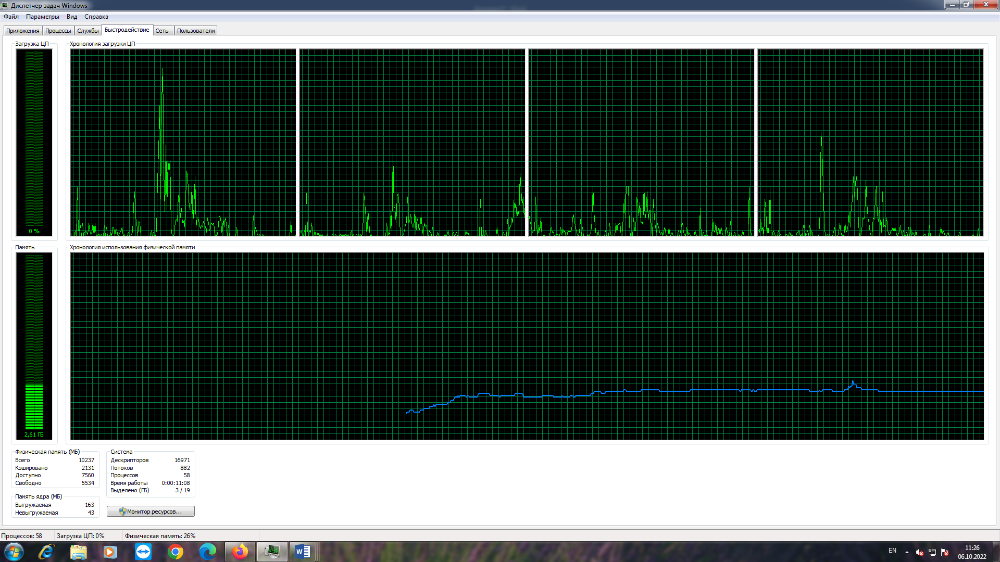 Диспетчер задач Windows
Файл Параметры Вид Справка
Приложения Процессы Службы Быстродействие Сеть Пользователи
Загрузка ЦП
0 %
Хронология загрузки ЦП
Память
2,61 ГБ
Хронология использования физической памяти
Физическая память (МБ)
Всего 10237
Кэшировано 2131
Доступно 7560
Свободно 5534
Память ядра (МБ)
Выгружаемая 163
Невыгружаемая 43
Система
Дескрипторов 16971
Потоков 882
Процессов 58
Время работы 0:00:11:08
Выделено (ГБ) 3 / 19
Монитор ресурсов...
Процессов: 58 Загрузка ЦП: 0% Физическая память: 26%
EN
11:26
06.10.2022